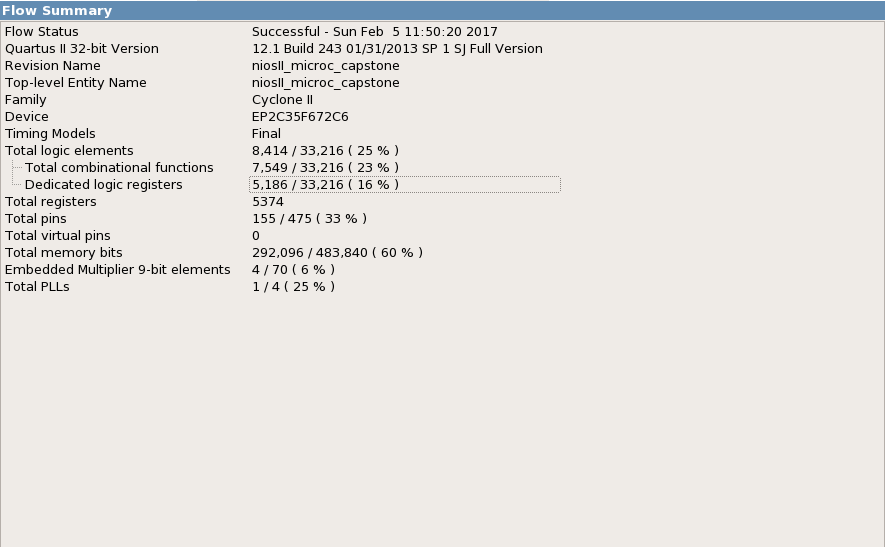 Flow Summary
Flow Status Successful - Sun Feb  5 11:50:20 2017
Quartus II 32-bit Version 12.1 Build 243 01/31/2013 SP 1 SJ Full Version
Revision Name niosII_microc_capstone
Top-level Entity Name niosII_microc_capstone
Family Cyclone II
Device EP2C35F672C6
Timing Models Final
Total logic elements 8,414 / 33,216 ( 25 % )
Total combinational functions 7,549 / 33,216 ( 23 % )
Dedicated logic registers 5,186 / 33,216 ( 16 % )
Total registers 5374
Total pins 155 / 475 ( 33 % )
Total virtual pins 0
Total memory bits 292,096 / 483,840 ( 60 % )
Embedded Multiplier 9-bit elements 4 / 70 ( 6 % )
Total PLLs 1 / 4 ( 25 % )